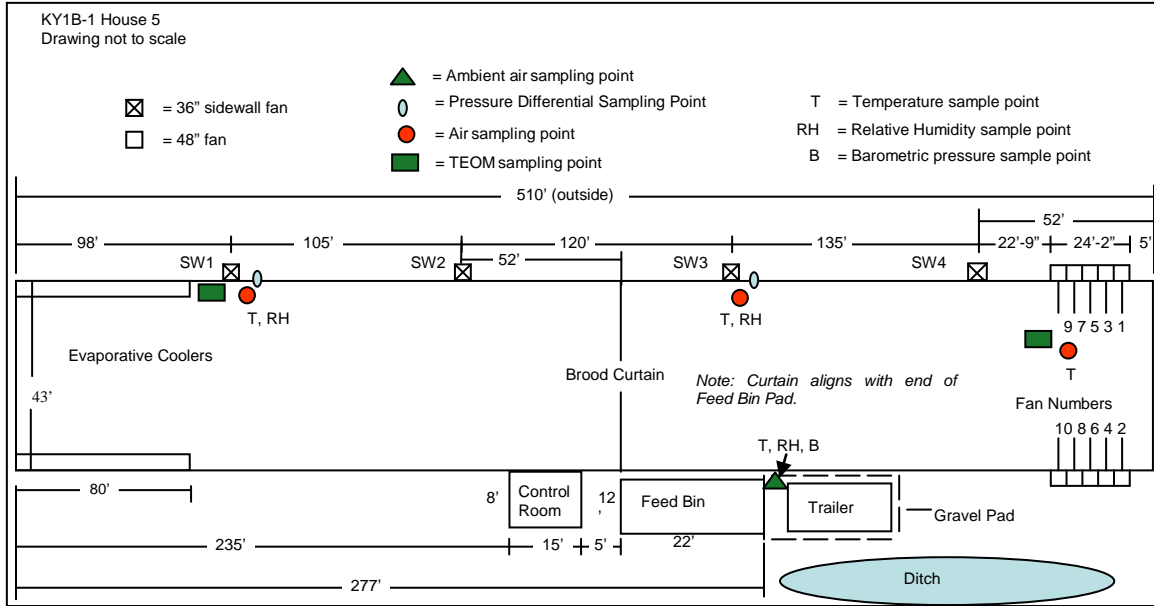 KY1B-1 House 5
Drawing not to scale
= 36” sidewall fan
= 48” fan
= Ambient air sampling point
= Pressure Differential Sampling Point
= Air sampling point
= TEOM sampling point
T = Temperature sample point
RH = Relative Humidity sample point
B = Barometric pressure sample point
510’ (outside)
52’
98’ 105’ 120’ 135’ 22’-9” 24’-2” 5’
SW1 SW2 52’ SW3 SW4
T, RH T, RH
9 7 5 3 1
Evaporative Coolers
T
Brood Curtain
Note: Curtain aligns with end of
Feed Bin Pad.
43’
Fan Numbers
10 8 6 4 2
T, RH, B
80’
8’
Control
Room
12
’
Feed Bin
Trailer
Gravel Pad
235’ 15’ 5’ 22’
277’
Ditch